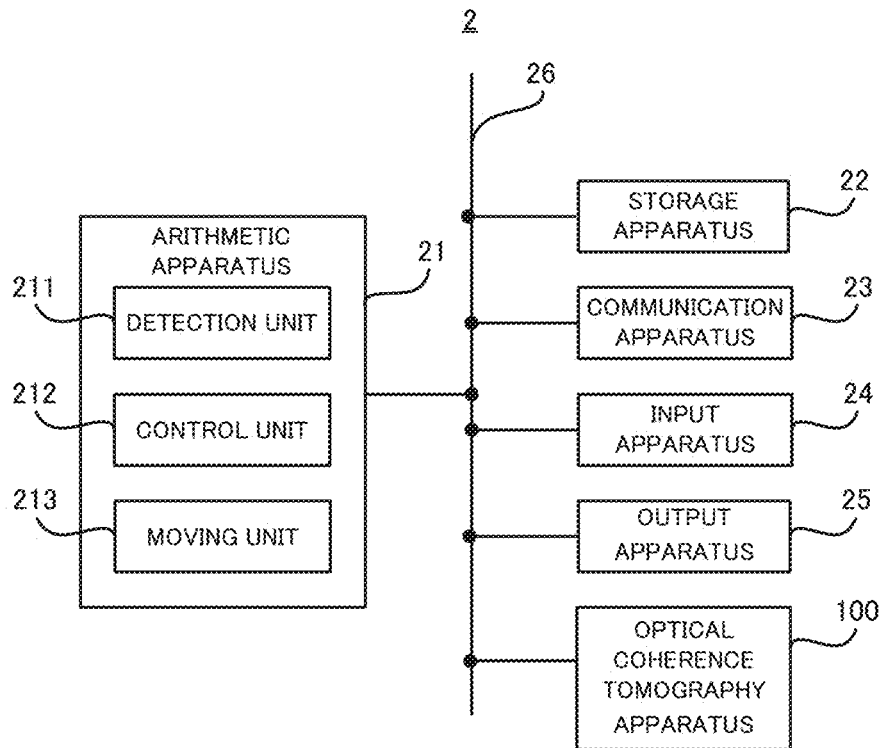 2
26
ARITHMETIC
APPARATUS
21
211
DETECTION UNIT
212
CONTROL UNIT
213
MOVING UNIT
STORAGE
APPARATUS
22
COMMUNICATION
APPARATUS
23
INPUT
APPARATUS
24
OUTPUT
APPARATUS
25
OPTICAL
COHERENCE
TOMOGRAPHY
APPARATUS
100